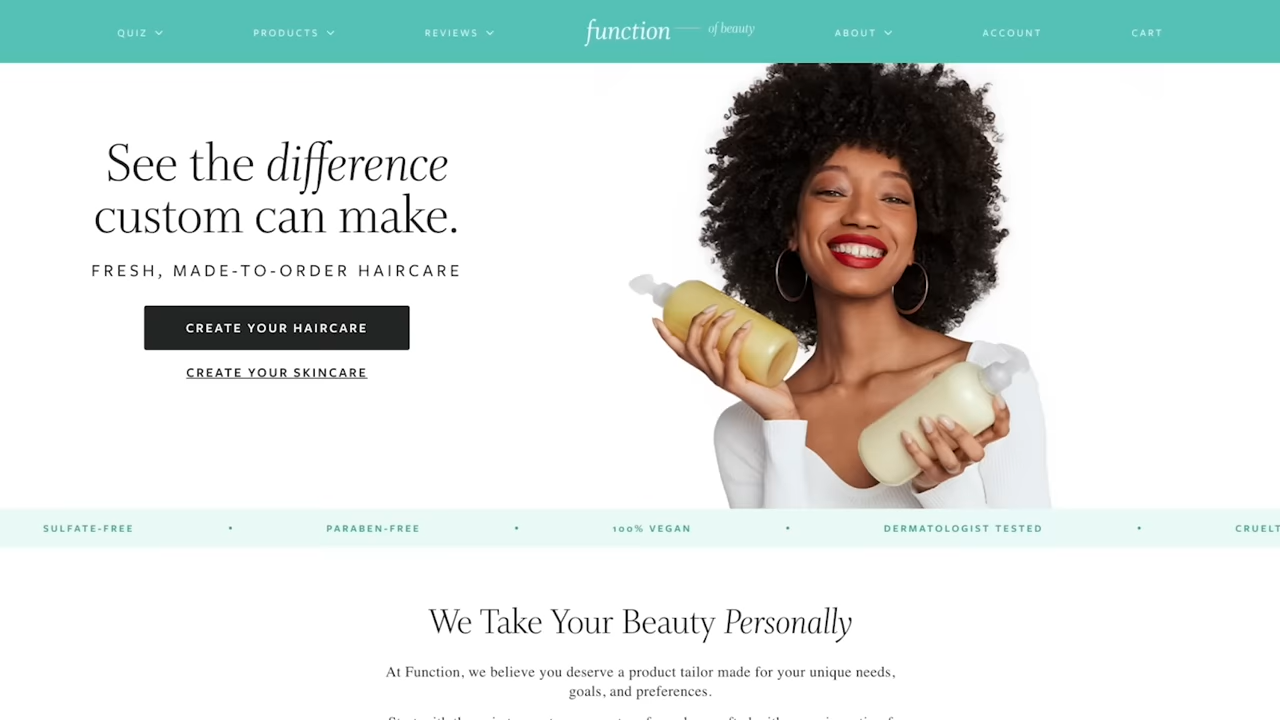 QUIZ
PRODUCTS
REVIEWS
function of beauty
ABOUT
ACCOUNT
CART
See the difference
custom can make.
FRESH, MADE-TO-ORDER HAIRCARE
CREATE YOUR HAIRCARE
CREATE YOUR SKINCARE
SULFATE-FREE • PARABEN-FREE • 100% VEGAN • DERMATOLOGIST TESTED •
We Take Your Beauty Personally
At Function, we believe you deserve a product tailor made for your unique needs,
goals, and preferences.